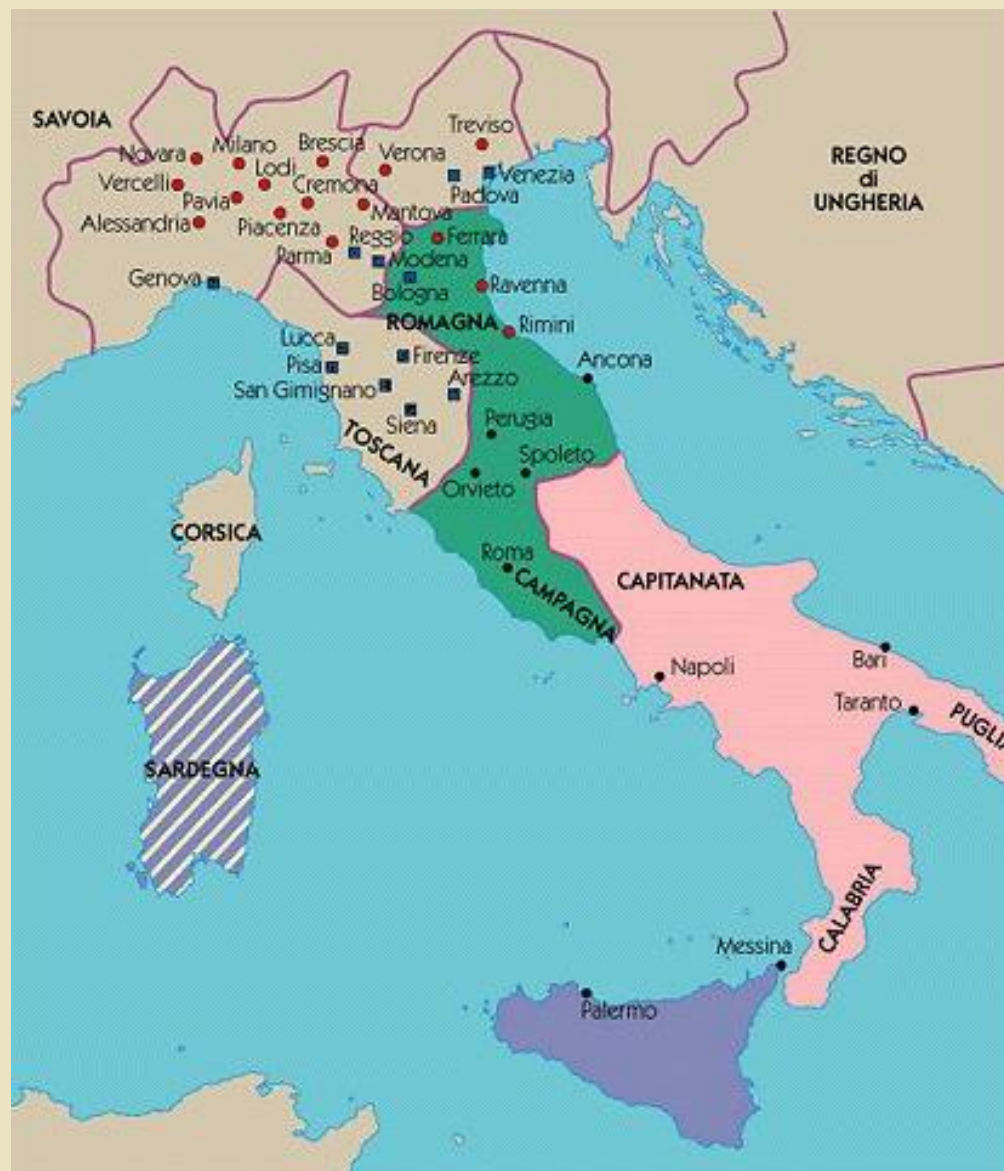 SAVOIA
Treviso
Novara
Milano
Brescia
Verona
REGNO
di
UNGHERIA
Vercelli
Lodi
Cremona
Venezia
Padova
Pavia
Alessandria
Piacenza
Mantova
Parma
Reggio
Ferrara
Modena
Genova
Bologna
Ravenna
ROMAGNA
Rimini
Lucca
Firenze
Pisa
Ancona
San Gimignano
Arezzo
Siena
Perugia
TOSCANA
Spoleto
Orvieto
CORSICA
Roma
CAMPAGNA
CAPITANATA
Napoli
Bari
Taranto
PUGLIA
SARDEGNA
CALABRIA
Messina
Palermo